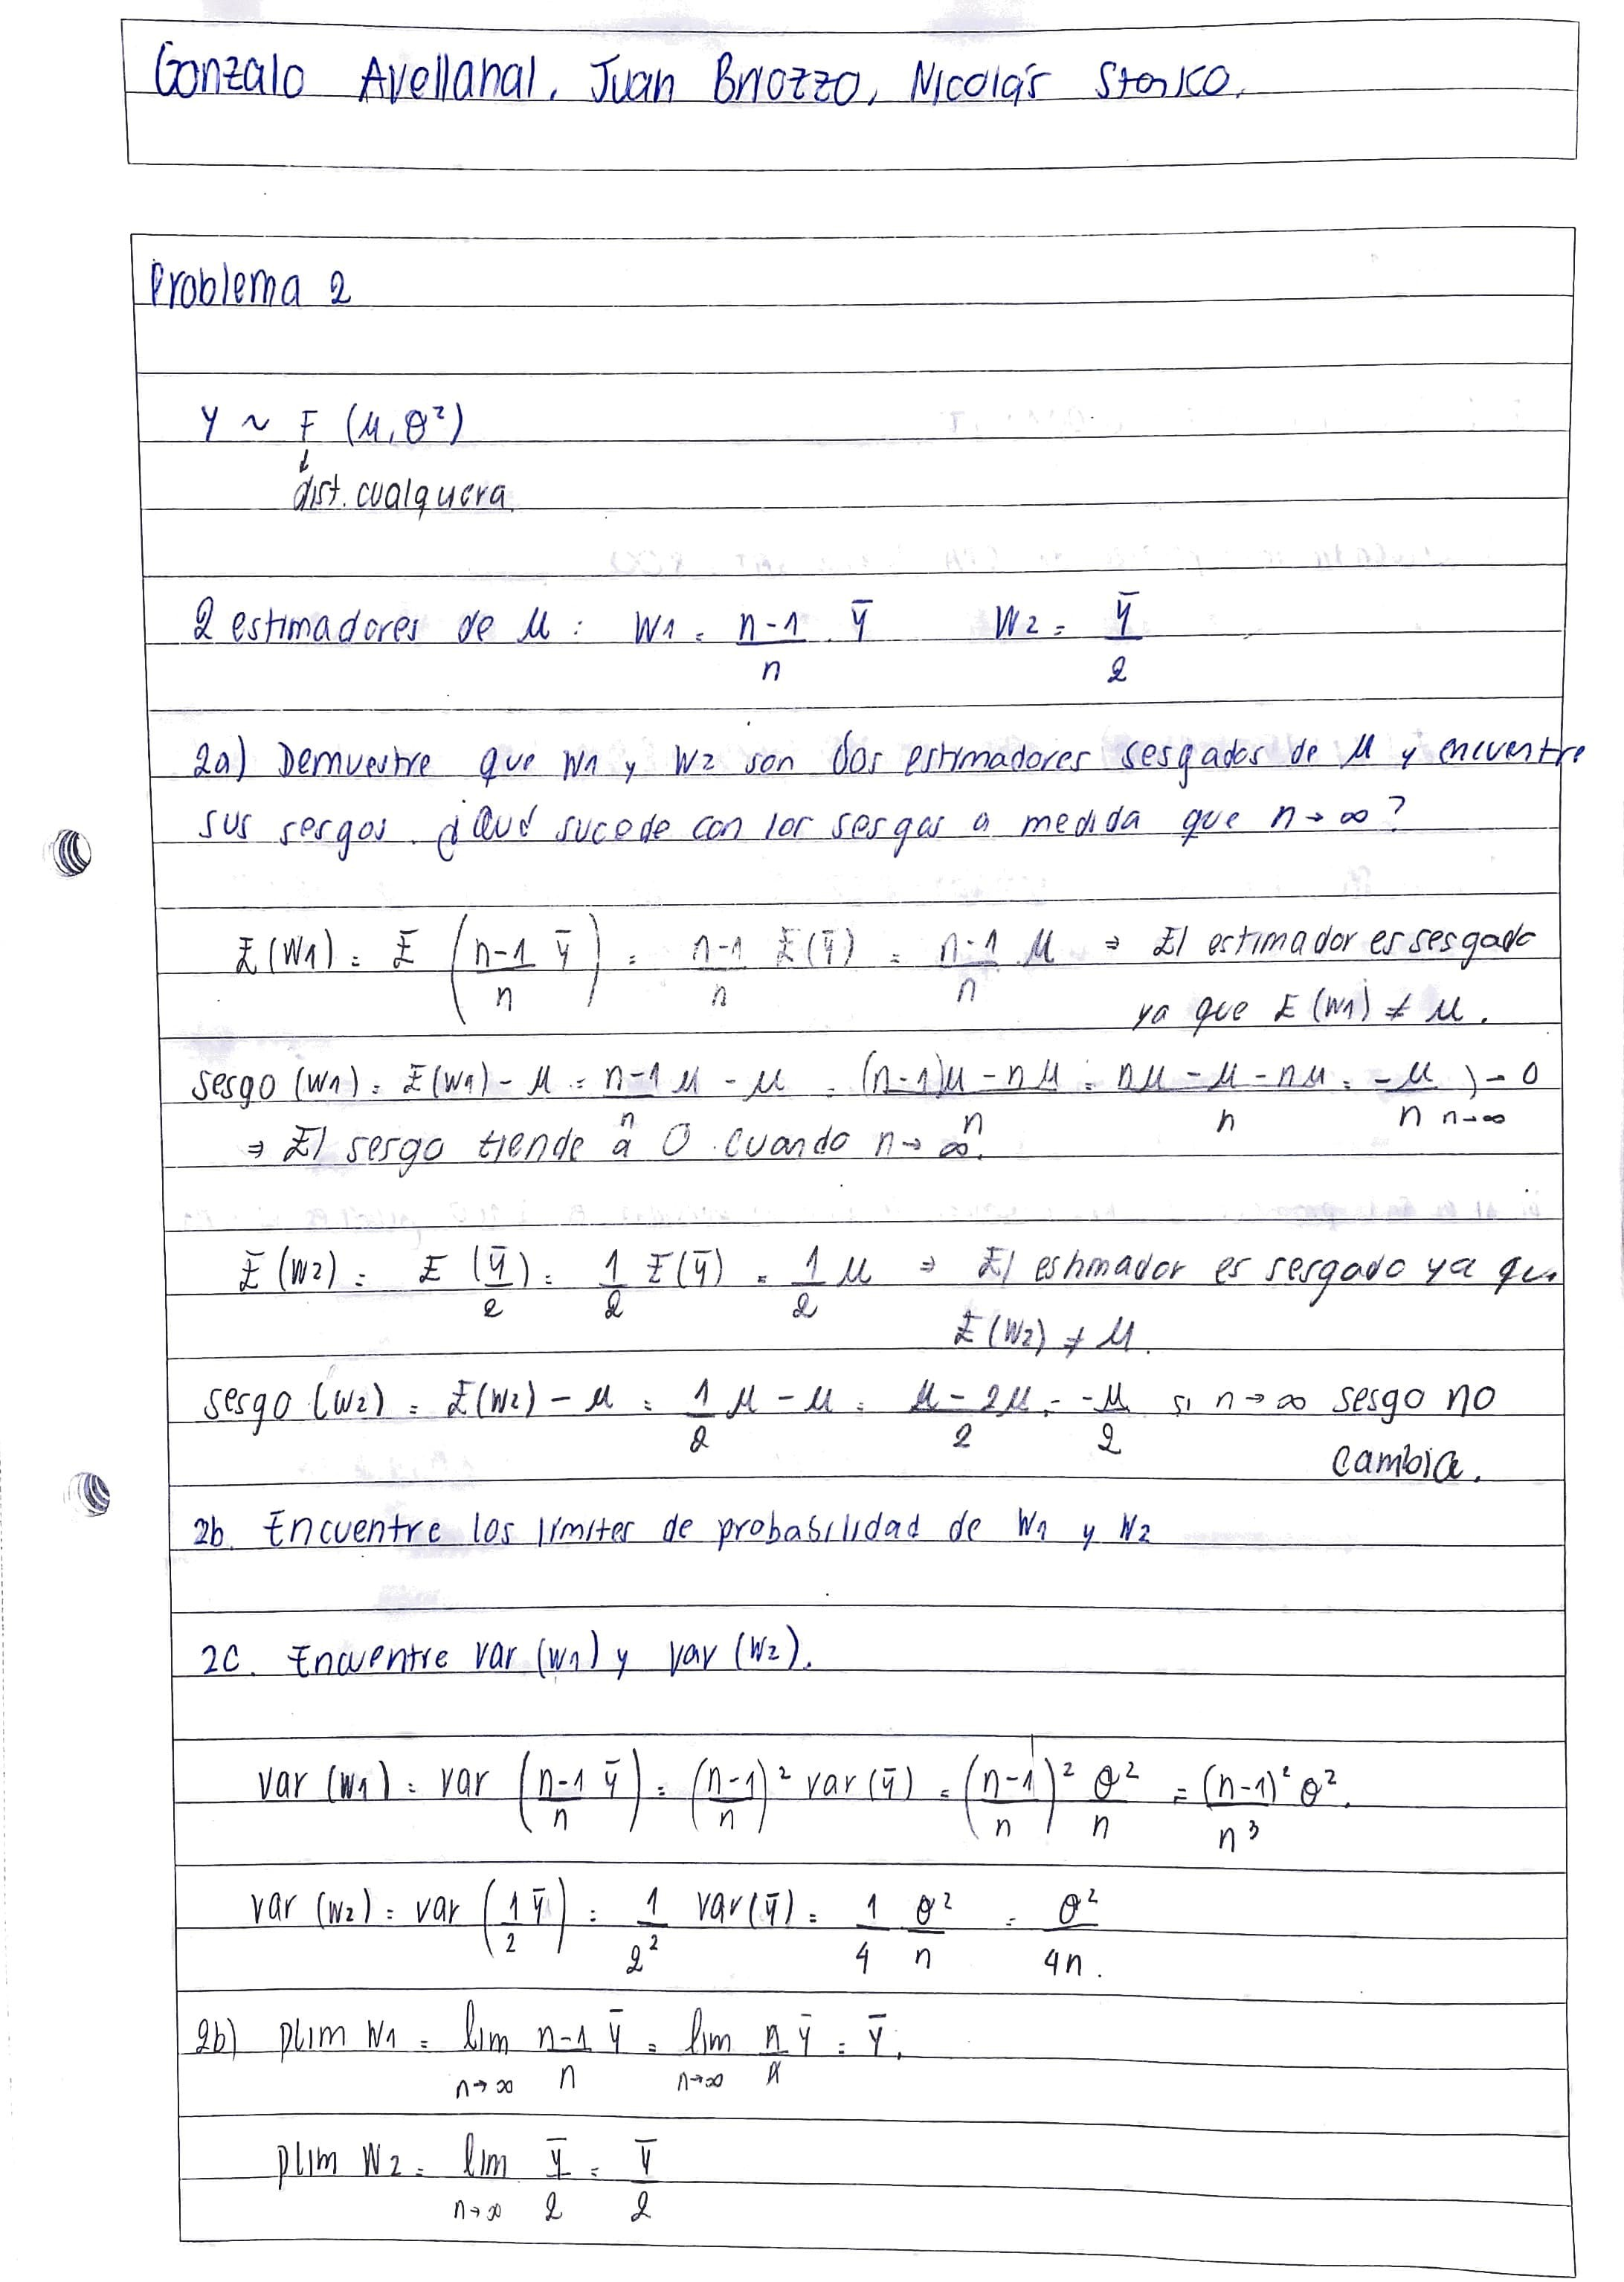 Gonzalo Avellanal, Juan Briozzo, Nicolás
Problema 2
Y ~ F (μ, θ²)
↓
dist. cualquera
2 estimadores de μ : W1 = (n-1)/n . ȳ W2 = ȳ/2
2a) Demuestre que W1 y W2 son dos estimadores sesgados de μ y encuentre
sus sesgos. ¿Qué sucede con los sesgos a medida que n→∞?
E(W1) = E((n-1)/n ȳ) = (n-1)/n E(ȳ) = (n-1)/n μ ⇒ El estimador es sesgado
ya que E(W1) ≠ μ.
sesgo (W1) = E(W1) - μ = (n-1)/n μ - μ = ((n-1)μ - nμ)/n = (nμ - μ - nμ)/n = -μ/n → 0 n→∞
⇒ El sesgo tiende a 0 cuando n→∞.
E(W2) = E(ȳ/2) = 1/2 E(ȳ) = 1/2 μ ⇒ El estimador es sesgado ya que
E(W2) ≠ μ.
sesgo (W2) = E(W2) - μ = 1/2 μ - μ = (μ - 2μ)/2 = -μ/2 si n→∞ sesgo no
cambia.
2b. Encuentre los límites de probabilidad de W1 y W2
2c. Encuentre var (W1) y var (W2).
var (W1) = var((n-1)/n ȳ) = ((n-1)/n)² var(ȳ) = ((n-1)/n)² θ²/n = (n-1)² θ²/n³.
var (W2) = var(1/2 ȳ) = 1/2² var(ȳ) = 1/4 θ²/n = θ²/4n.
2b) plim W1 = lim n→∞ (n-1)/n ȳ = lim n→∞ n/n ȳ = ȳ.
plim W2 = lim n→∞ ȳ/2 = ȳ/2